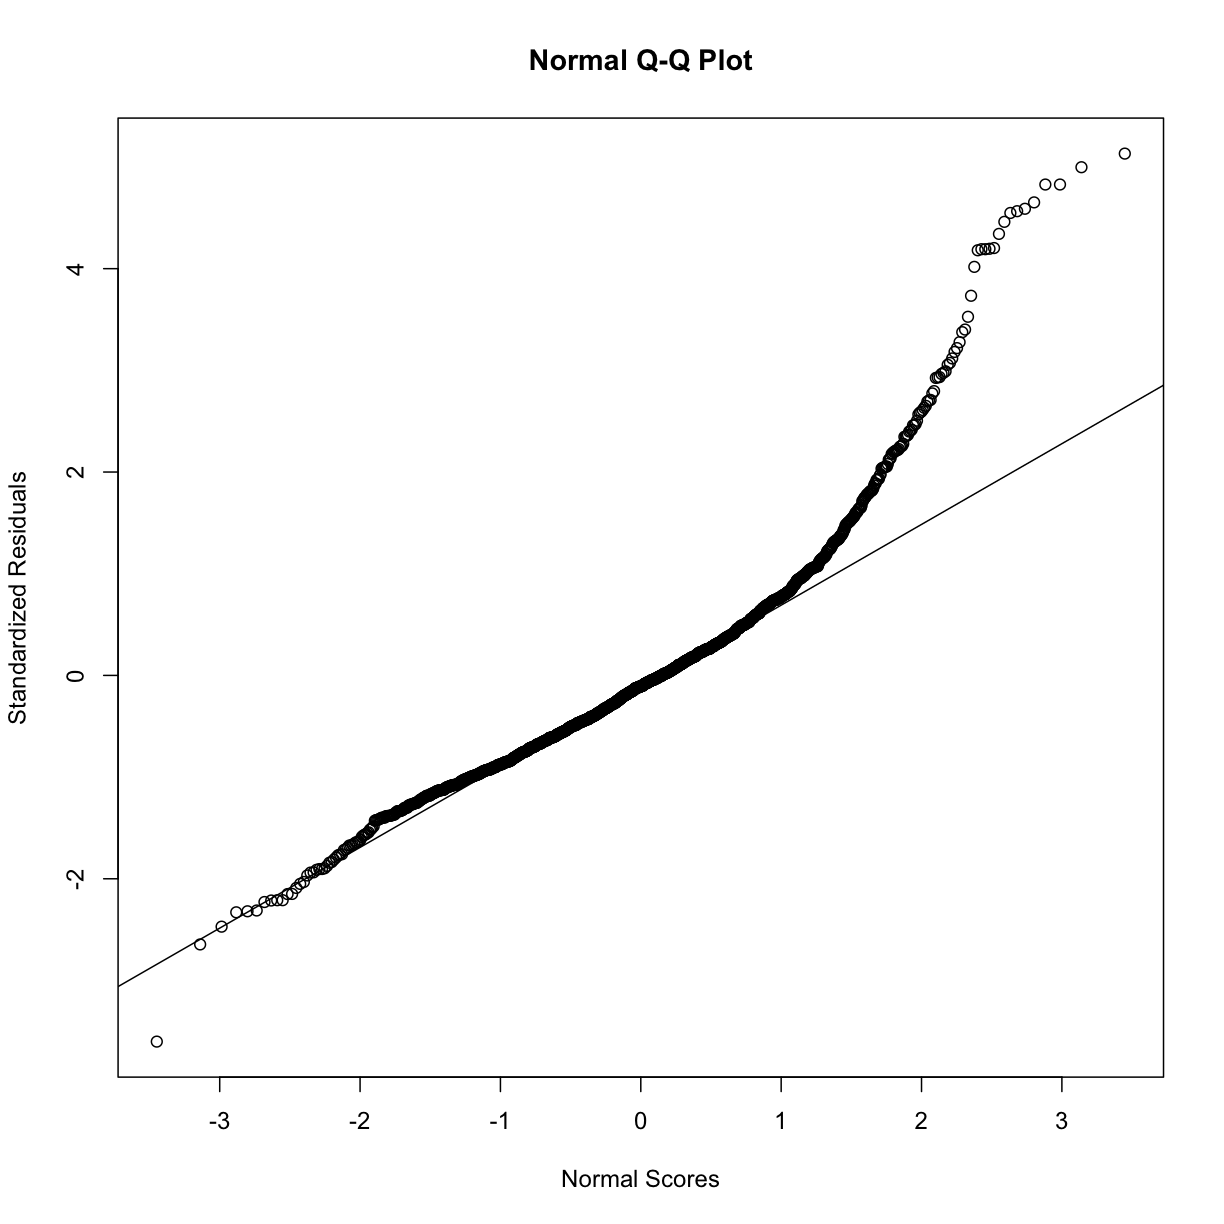 Normal Q-Q Plot
Standardized Residuals
4
2
0
-2
-3 -2 -1 0 1 2 3
Normal Scores